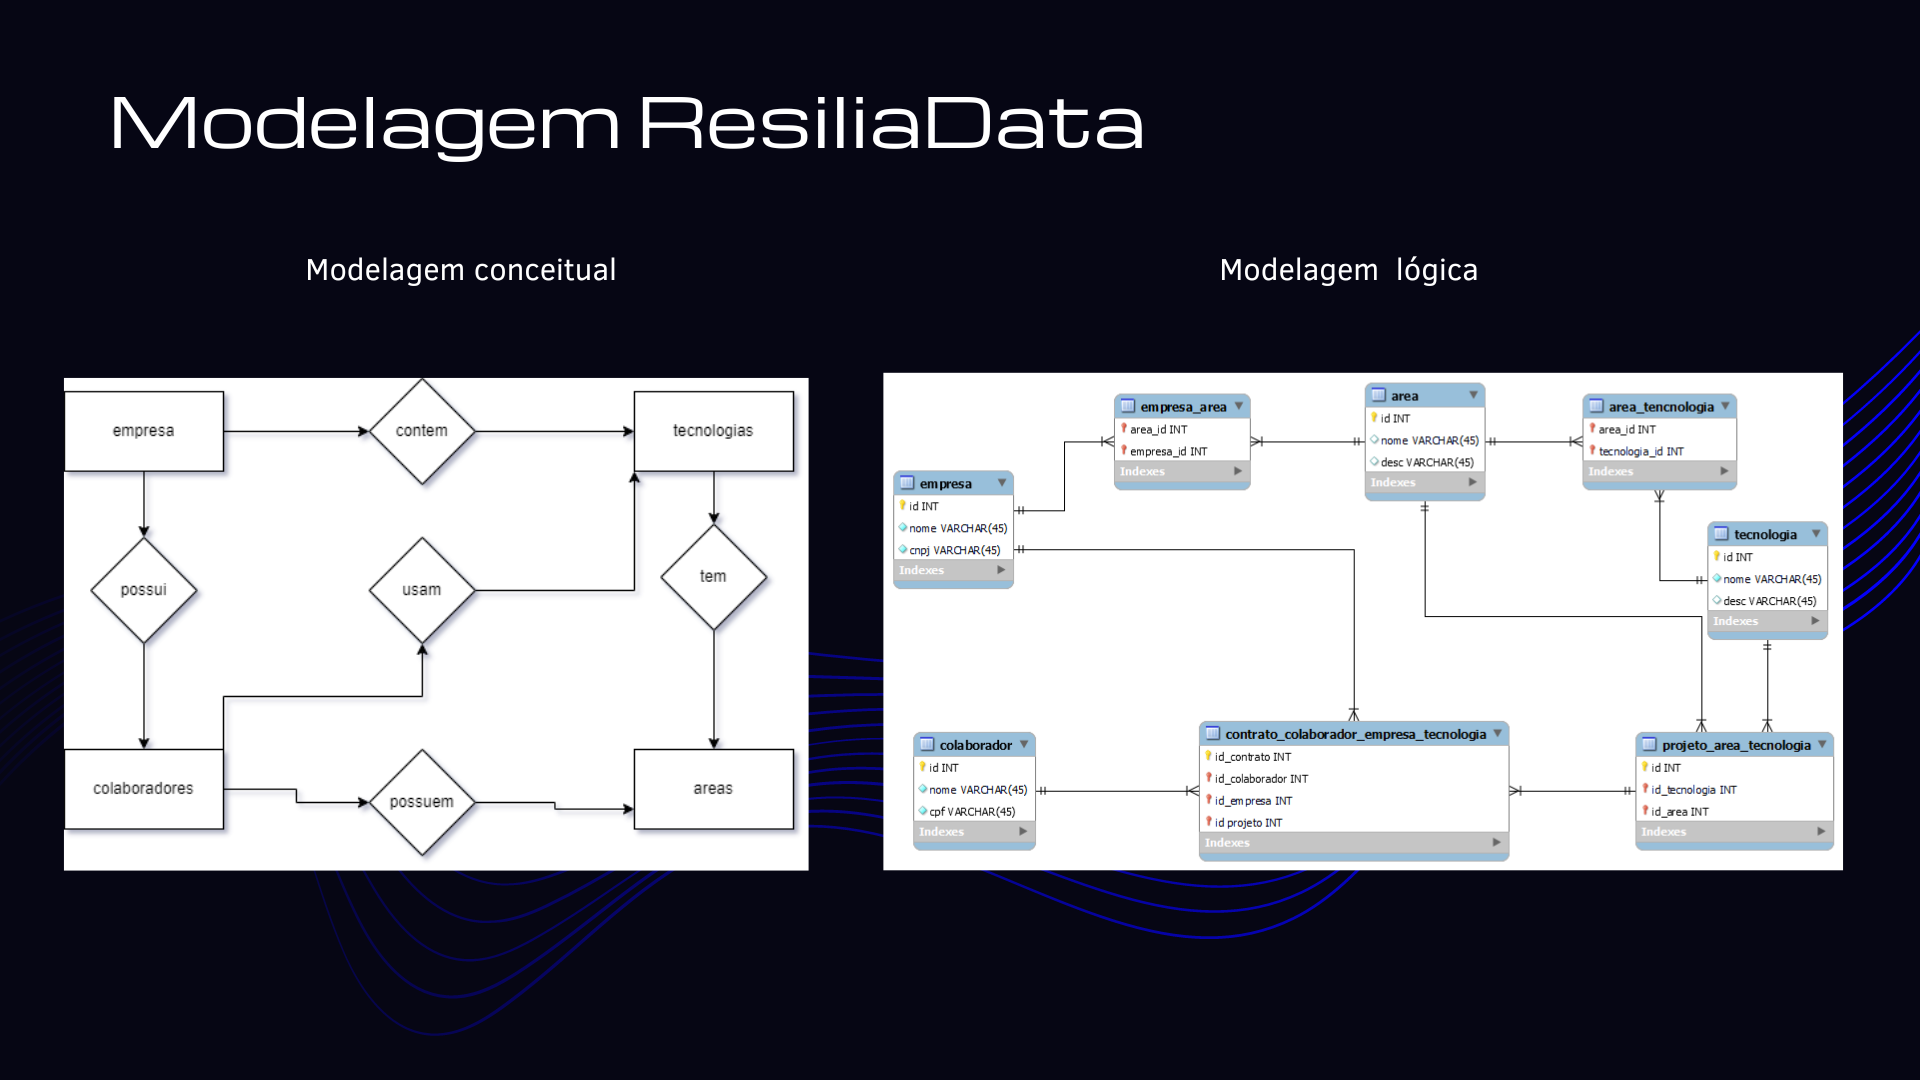 Modelagem ResiliaData
Modelagem conceitual
empresa
contem
tecnologias
possui
usam
tem
colaboradores
possuem
areas
Modelagem lógica
empresa_area
area_id INT
empresa_id INT
Indexes
area
id INT
nome VARCHAR(45)
desc VARCHAR(45)
Indexes
area_tencnologia
area_id INT
tecnologia_id INT
Indexes
empresa
id INT
nome VARCHAR(45)
cnpj VARCHAR(45)
Indexes
tecnologia
id INT
nome VARCHAR(45)
desc VARCHAR(45)
Indexes
colaborador
id INT
nome VARCHAR(45)
cpf VARCHAR(45)
Indexes
contrato_colaborador_empresa_tecnologia
id_contrato INT
id_colaborador INT
id_empresa INT
id projeto INT
Indexes
projeto_area_tecnologia
id INT
id_tecnologia INT
id_area INT
Indexes